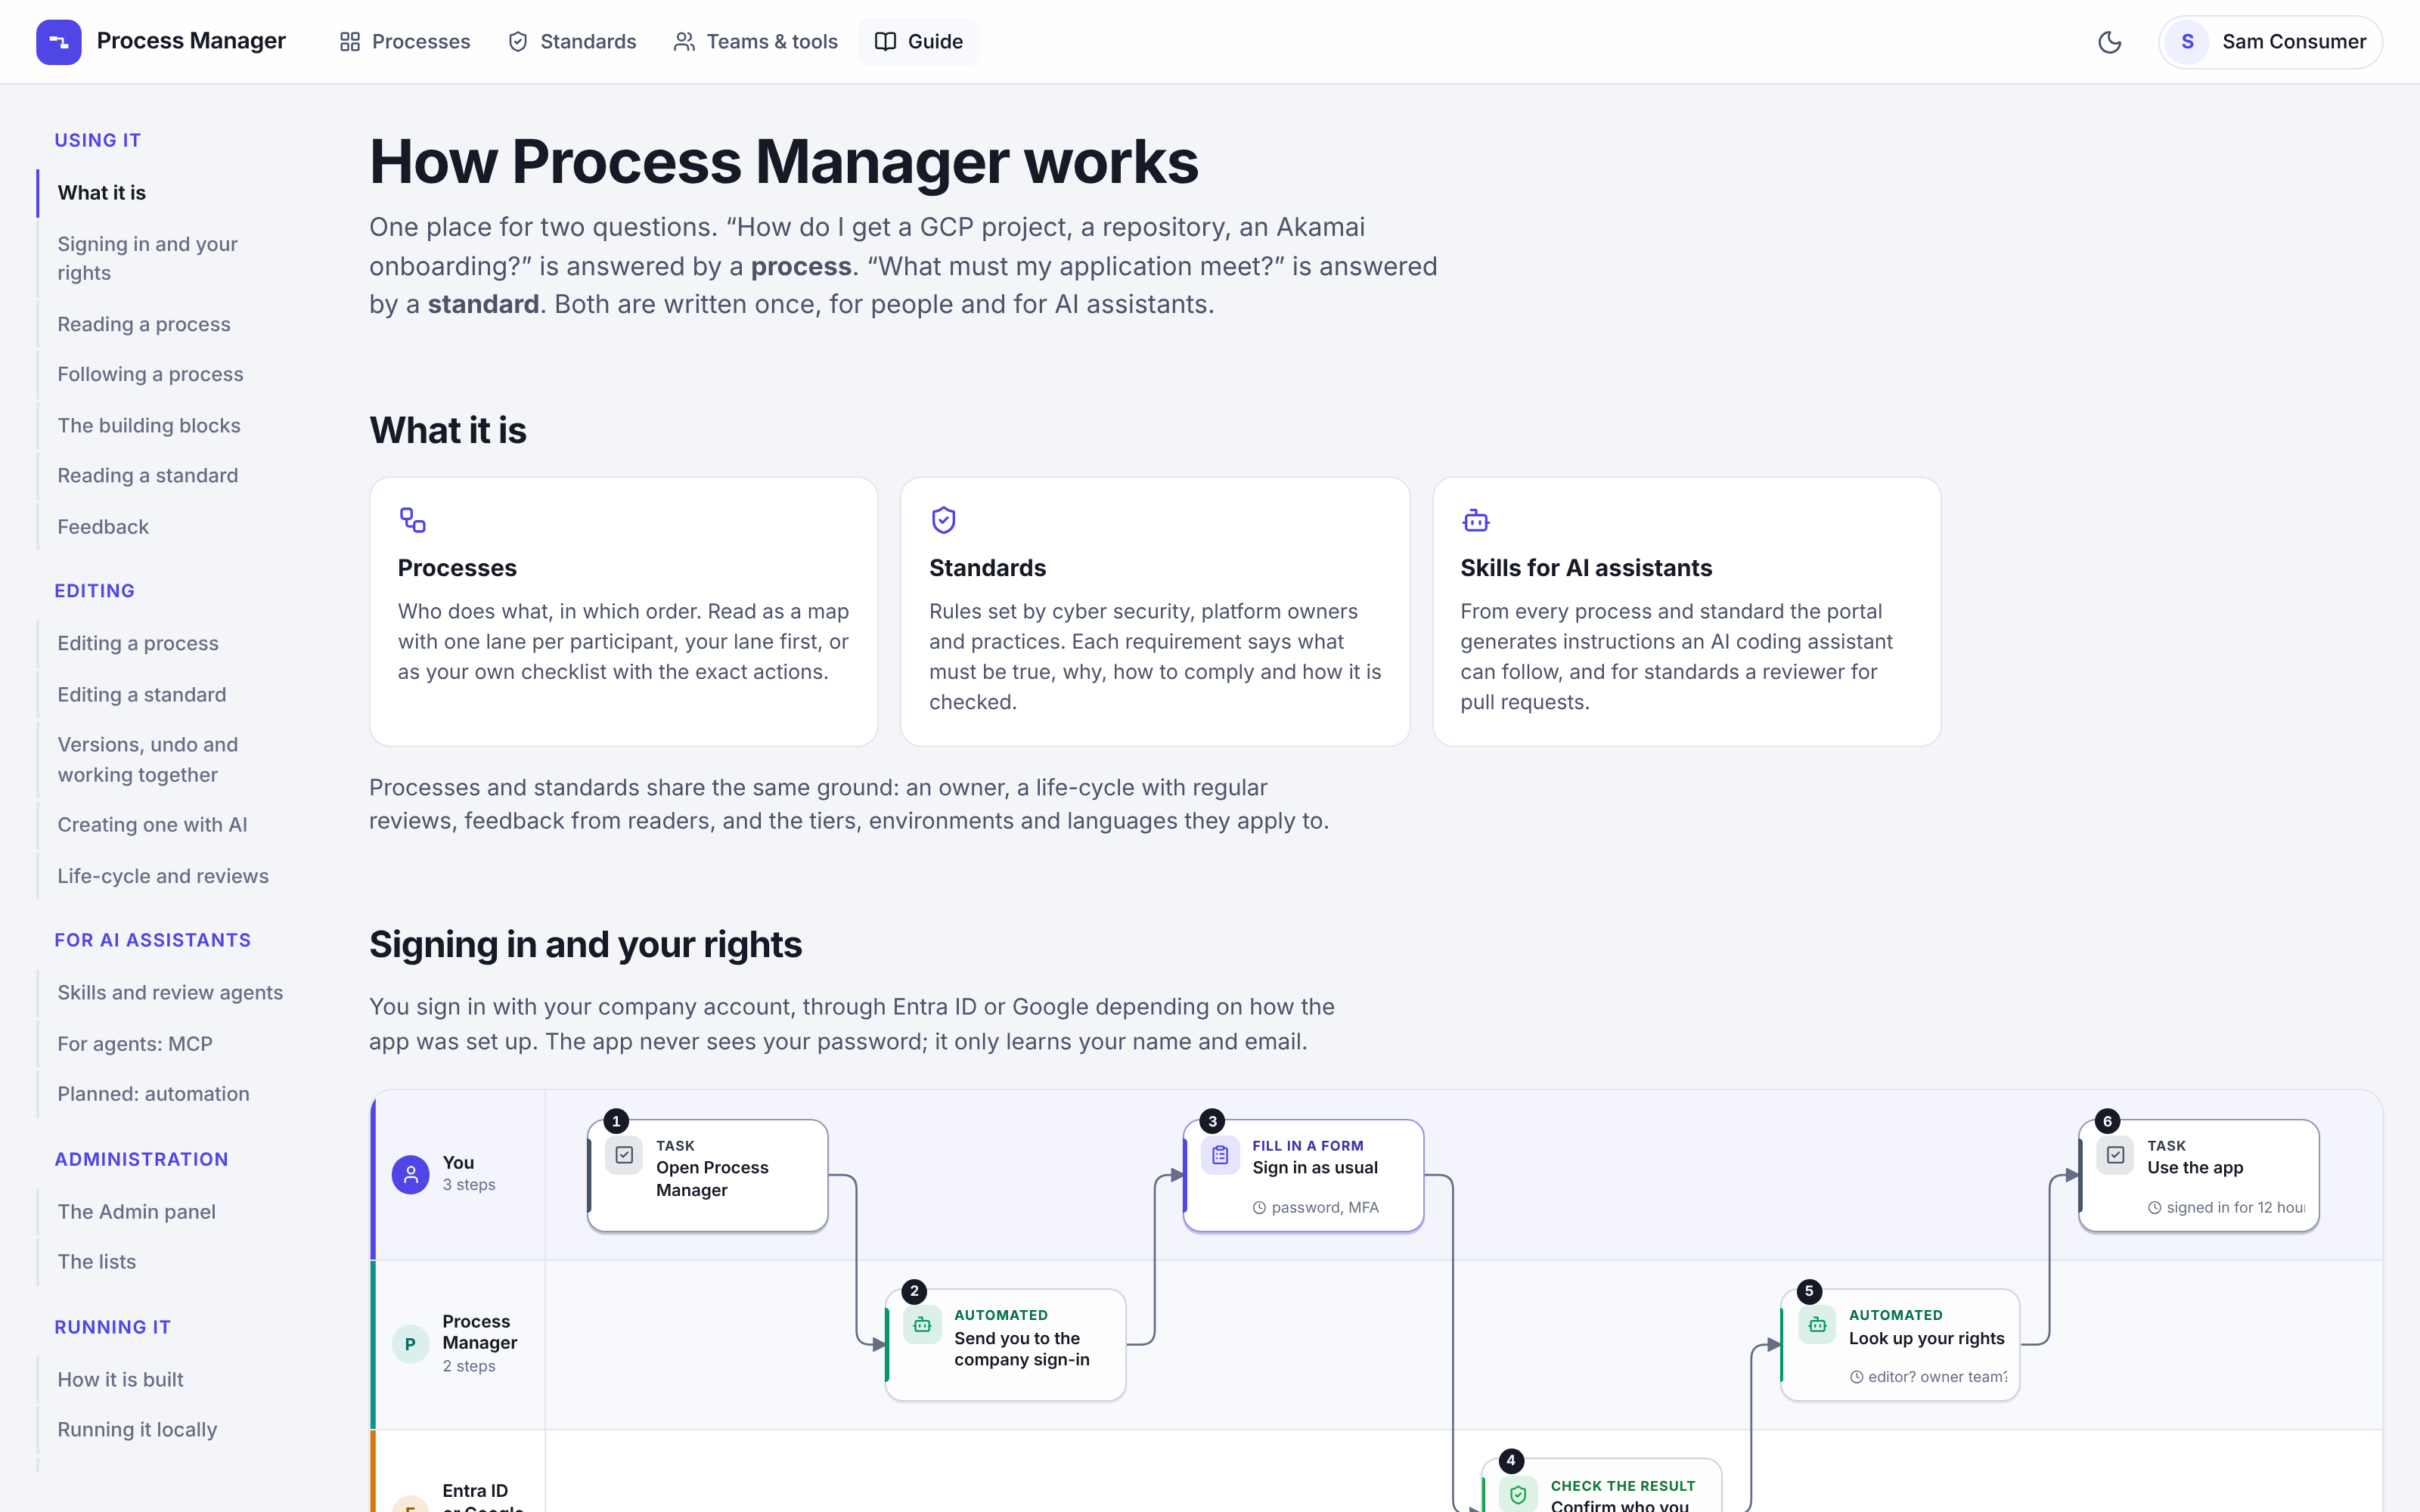 Process Manager
Processes
Standards
Teams & tools
Guide
S
Sam Consumer
USING IT
What it is
Signing in and your
rights
Reading a process
Following a process
The building blocks
Reading a standard
Feedback
EDITING
Editing a process
Editing a standard
Versions, undo and
working together
Creating one with AI
Life-cycle and reviews
FOR AI ASSISTANTS
Skills and review agents
For agents: MCP
Planned: automation
ADMINISTRATION
The Admin panel
The lists
RUNNING IT
How it is built
Running it locally
How Process Manager works
One place for two questions. “How do I get a GCP project, a repository, an Akamai
onboarding?” is answered by a process. “What must my application meet?” is answered
by a standard. Both are written once, for people and for AI assistants.
What it is
Processes
Who does what, in which order. Read as a map
with one lane per participant, your lane first, or
as your own checklist with the exact actions.
Standards
Rules set by cyber security, platform owners
and practices. Each requirement says what
must be true, why, how to comply and how it is
checked.
Skills for AI assistants
From every process and standard the portal
generates instructions an AI coding assistant
can follow, and for standards a reviewer for
pull requests.
Processes and standards share the same ground: an owner, a life-cycle with regular
reviews, feedback from readers, and the tiers, environments and languages they apply to.
Signing in and your rights
You sign in with your company account, through Entra ID or Google depending on how the
app was set up. The app never sees your password; it only learns your name and email.
You
3 steps
1
TASK
Open Process
Manager
3
FILL IN A FORM
Sign in as usual
password, MFA
6
TASK
Use the app
signed in for 12
P
Process
Manager
2 steps
2
AUTOMATED
Send you to the
company sign-in
5
AUTOMATED
Look up your rights
editor? owner team?
Entra ID
or Google
4
CHECK THE RESULT
Confirm who you